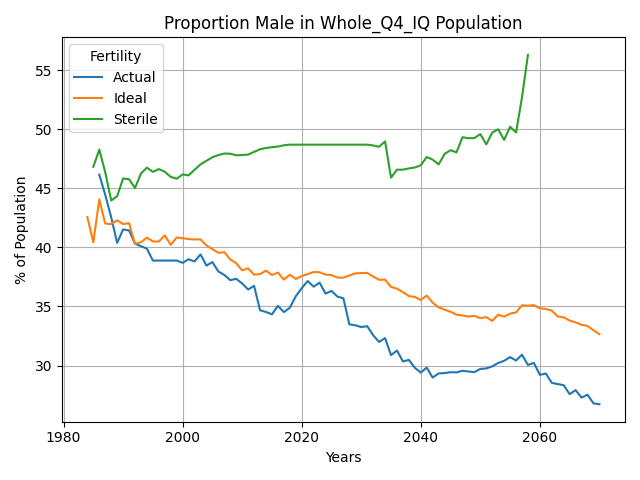 Proportion Male in Whole_Q4_IQ Population
Fertility
Actual
Ideal
Sterile
% of Population
55
50
45
40
35
30
1980
2000
2020
2040
2060
Years